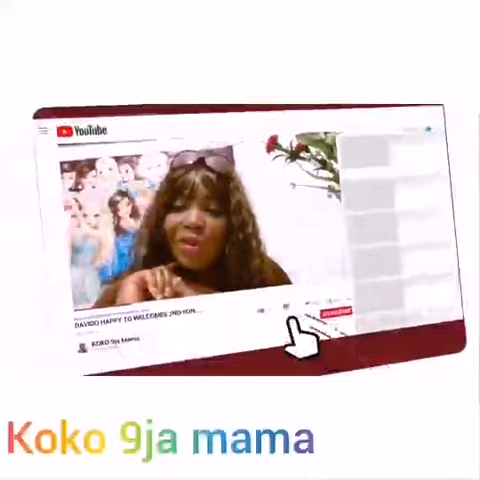 YouTube
DAVIDO HAPPY TO WELCOMES 2ND SON...
KOKO 9ja Mama
Koko 9ja mama